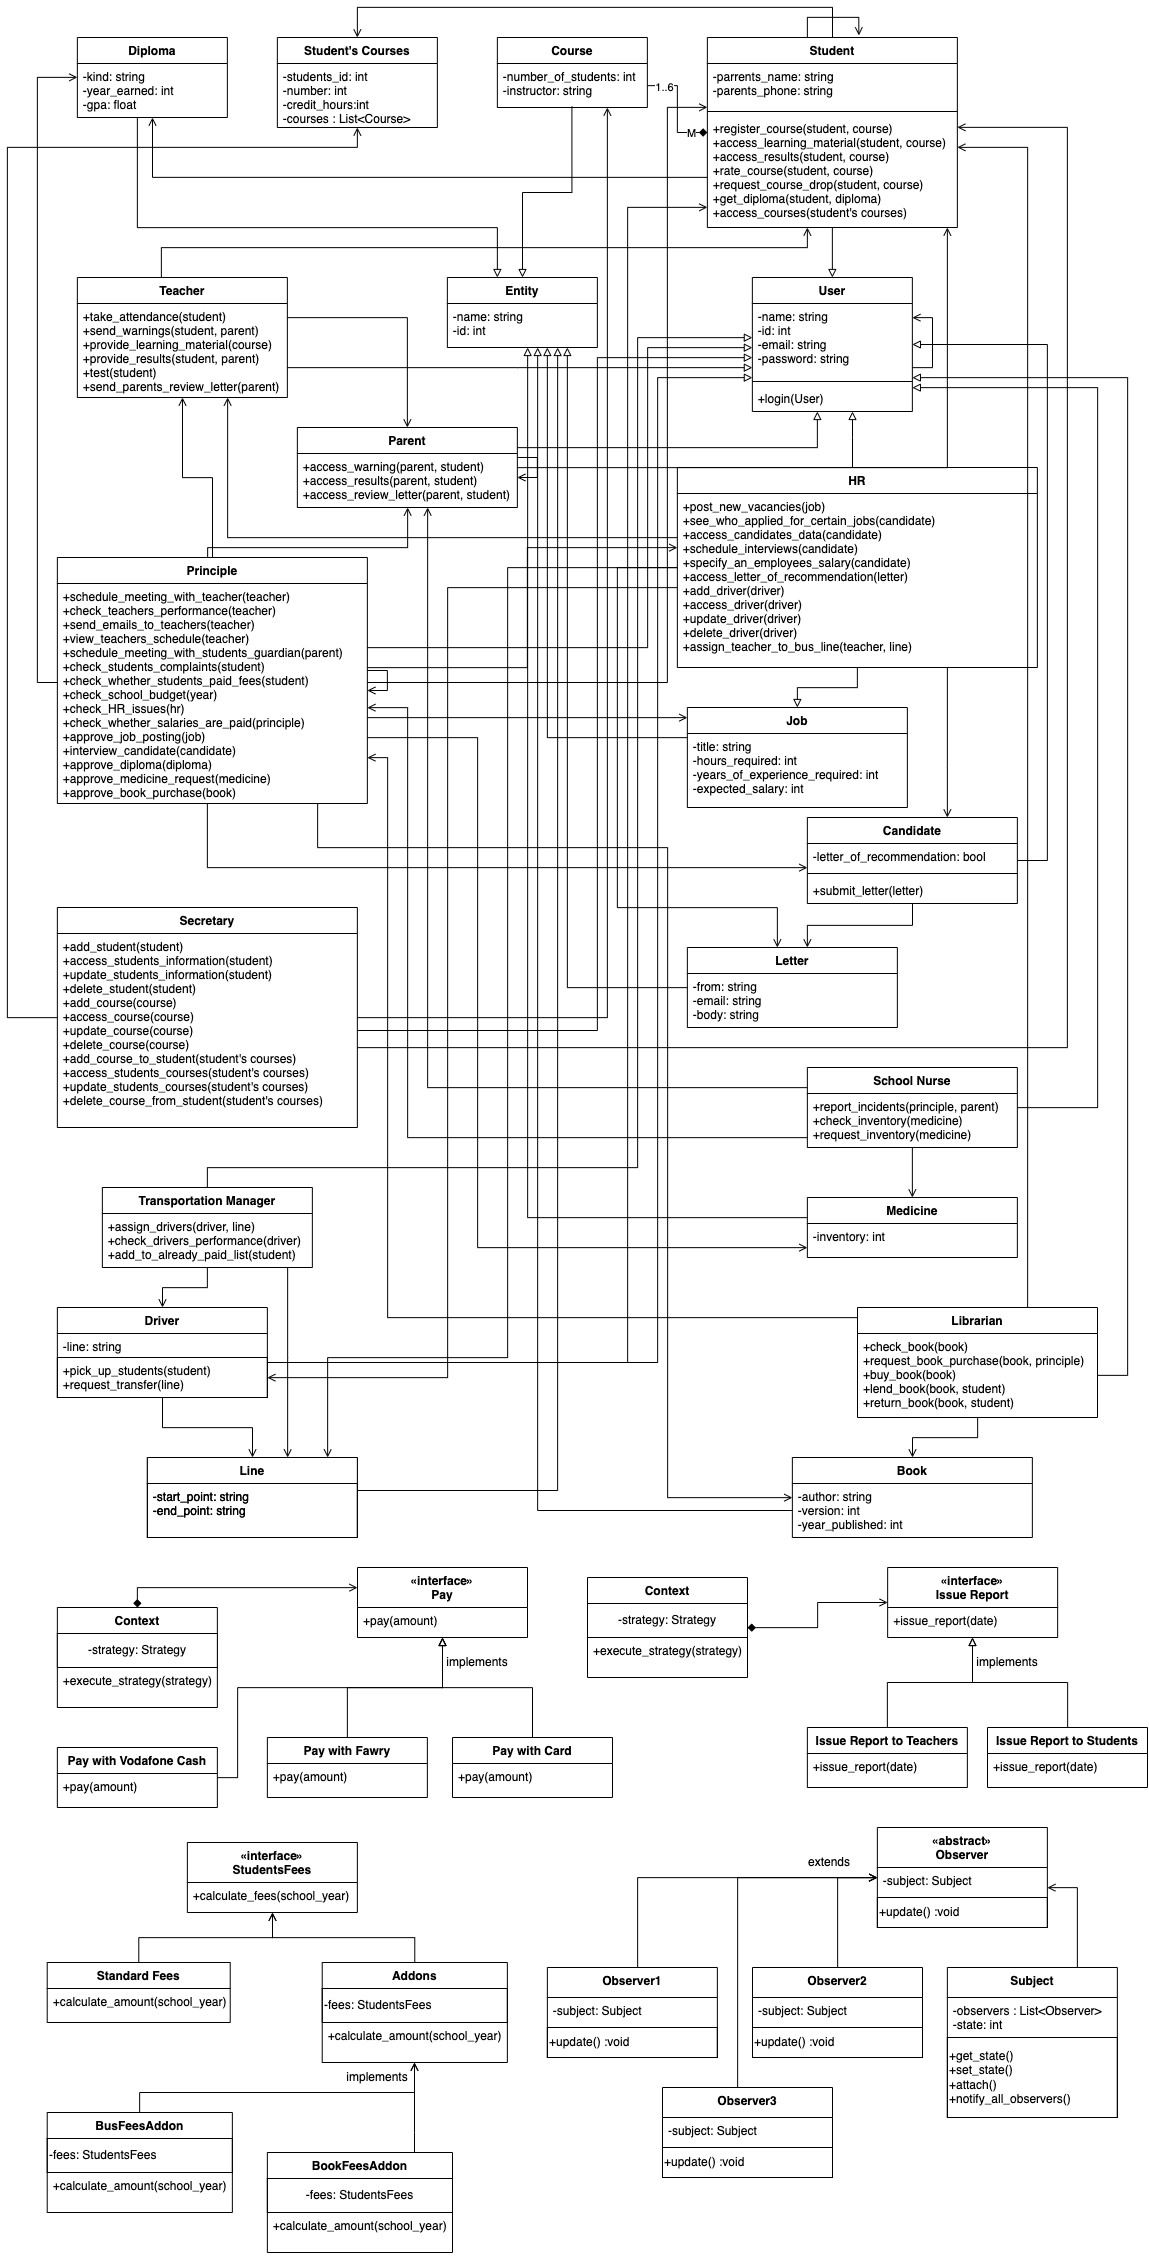 Diploma
-kind: string
-year_earned: int
-gpa: float
Student's Courses
-students_id: int
-number: int
-credit_hours:int
-courses : List<Course>
Course
-number_of_students: int
-instructor: string
1..6
M
Student
-parrents_name: string
-parents_phone: string
+register_course(student, course)
+access_learning_material(student, course)
+access_results(student, course)
+rate_course(student, course)
+request_course_drop(student, course)
+get_diploma(student, diploma)
+access_courses(student's courses)
Teacher
+take_attendance(student)
+send_warnings(student, parent)
+provide_learning_material(course)
+provide_results(student, parent)
+test(student)
+send_parents_review_letter(parent)
Entity
-name: string
-id: int
User
-name: string
-id: int
-email: string
-password: string
+login(User)
Parent
+access_warning(parent, student)
+access_results(parent, student)
+access_review_letter(parent, student)
HR
+post_new_vacancies(job)
+see_who_applied_for_certain_jobs(candidate)
+access_candidates_data(candidate)
+schedule_interviews(candidate)
+specify_an_employees_salary(candidate)
+access_letter_of_recommendation(letter)
+add_driver(driver)
+access_driver(driver)
+update_driver(driver)
+delete_driver(driver)
+assign_teacher_to_bus_line(teacher, line)
Principle
+schedule_meeting_with_teacher(teacher)
+check_teachers_performance(teacher)
+send_emails_to_teachers(teacher)
+view_teachers_schedule(teacher)
+schedule_meeting_with_students_guardian(parent)
+check_students_complaints(student)
+check_whether_students_paid_fees(student)
+check_school_budget(year)
+check_HR_issues(hr)
+check_whether_salaries_are_paid(principle)
+approve_job_posting(job)
+interview_candidate(candidate)
+approve_diploma(diploma)
+approve_medicine_request(medicine)
+approve_book_purchase(book)
Job
-title: string
-hours_required: int
-years_of_experience_required: int
-expected_salary: int
Candidate
-letter_of_recommendation: bool
+submit_letter(letter)
Secretary
+add_student(student)
+access_students_information(student)
+update_students_information(student)
+delete_student(student)
+add_course(course)
+access_course(course)
+update_course(course)
+delete_course(course)
+add_course_to_student(student's courses)
+access_students_courses(student's courses)
+update_students_courses(student's courses)
+delete_course_from_student(student's courses)
Letter
-from: string
-email: string
-body: string
School Nurse
+report_incidents(principle, parent)
+check_inventory(medicine)
+request_inventory(medicine)
Transportation Manager
+assign_drivers(driver, line)
+check_drivers_performance(driver)
+add_to_already_paid_list(student)
Medicine
-inventory: int
Driver
-line: string
+pick_up_students(student)
+request_transfer(line)
Librarian
+check_book(book)
+request_book_purchase(book, principle)
+buy_book(book)
+lend_book(book, student)
+return_book(book, student)
Line
-start_point: string
-end_point: string
Book
-author: string
-version: int
-year_published: int
Context
-strategy: Strategy
+execute_strategy(strategy)
«interface»
Pay
+pay(amount)
implements
Pay with Vodafone Cash
+pay(amount)
Pay with Fawry
+pay(amount)
Pay with Card
+pay(amount)
Context
-strategy: Strategy
+execute_strategy(strategy)
«interface»
Issue Report
+issue_report(date)
implements
Issue Report to Teachers
+issue_report(date)
Issue Report to Students
+issue_report(date)
«interface»
StudentsFees
+calculate_fees(school_year)
Standard Fees
+calculate_amount(school_year)
Addons
-fees: StudentsFees
+calculate_amount(school_year)
implements
BusFeesAddon
-fees: StudentsFees
+calculate_amount(school_year)
BookFeesAddon
-fees: StudentsFees
+calculate_amount(school_year)
«abstract»
Observer
-subject: Subject
+update() :void
extends
Observer1
-subject: Subject
+update() :void
Observer2
-subject: Subject
+update() :void
Subject
-observers : List<Observer>
-state: int
+get_state()
+set_state()
+attach()
+notify_all_observers()
Observer3
-subject: Subject
+update() :void